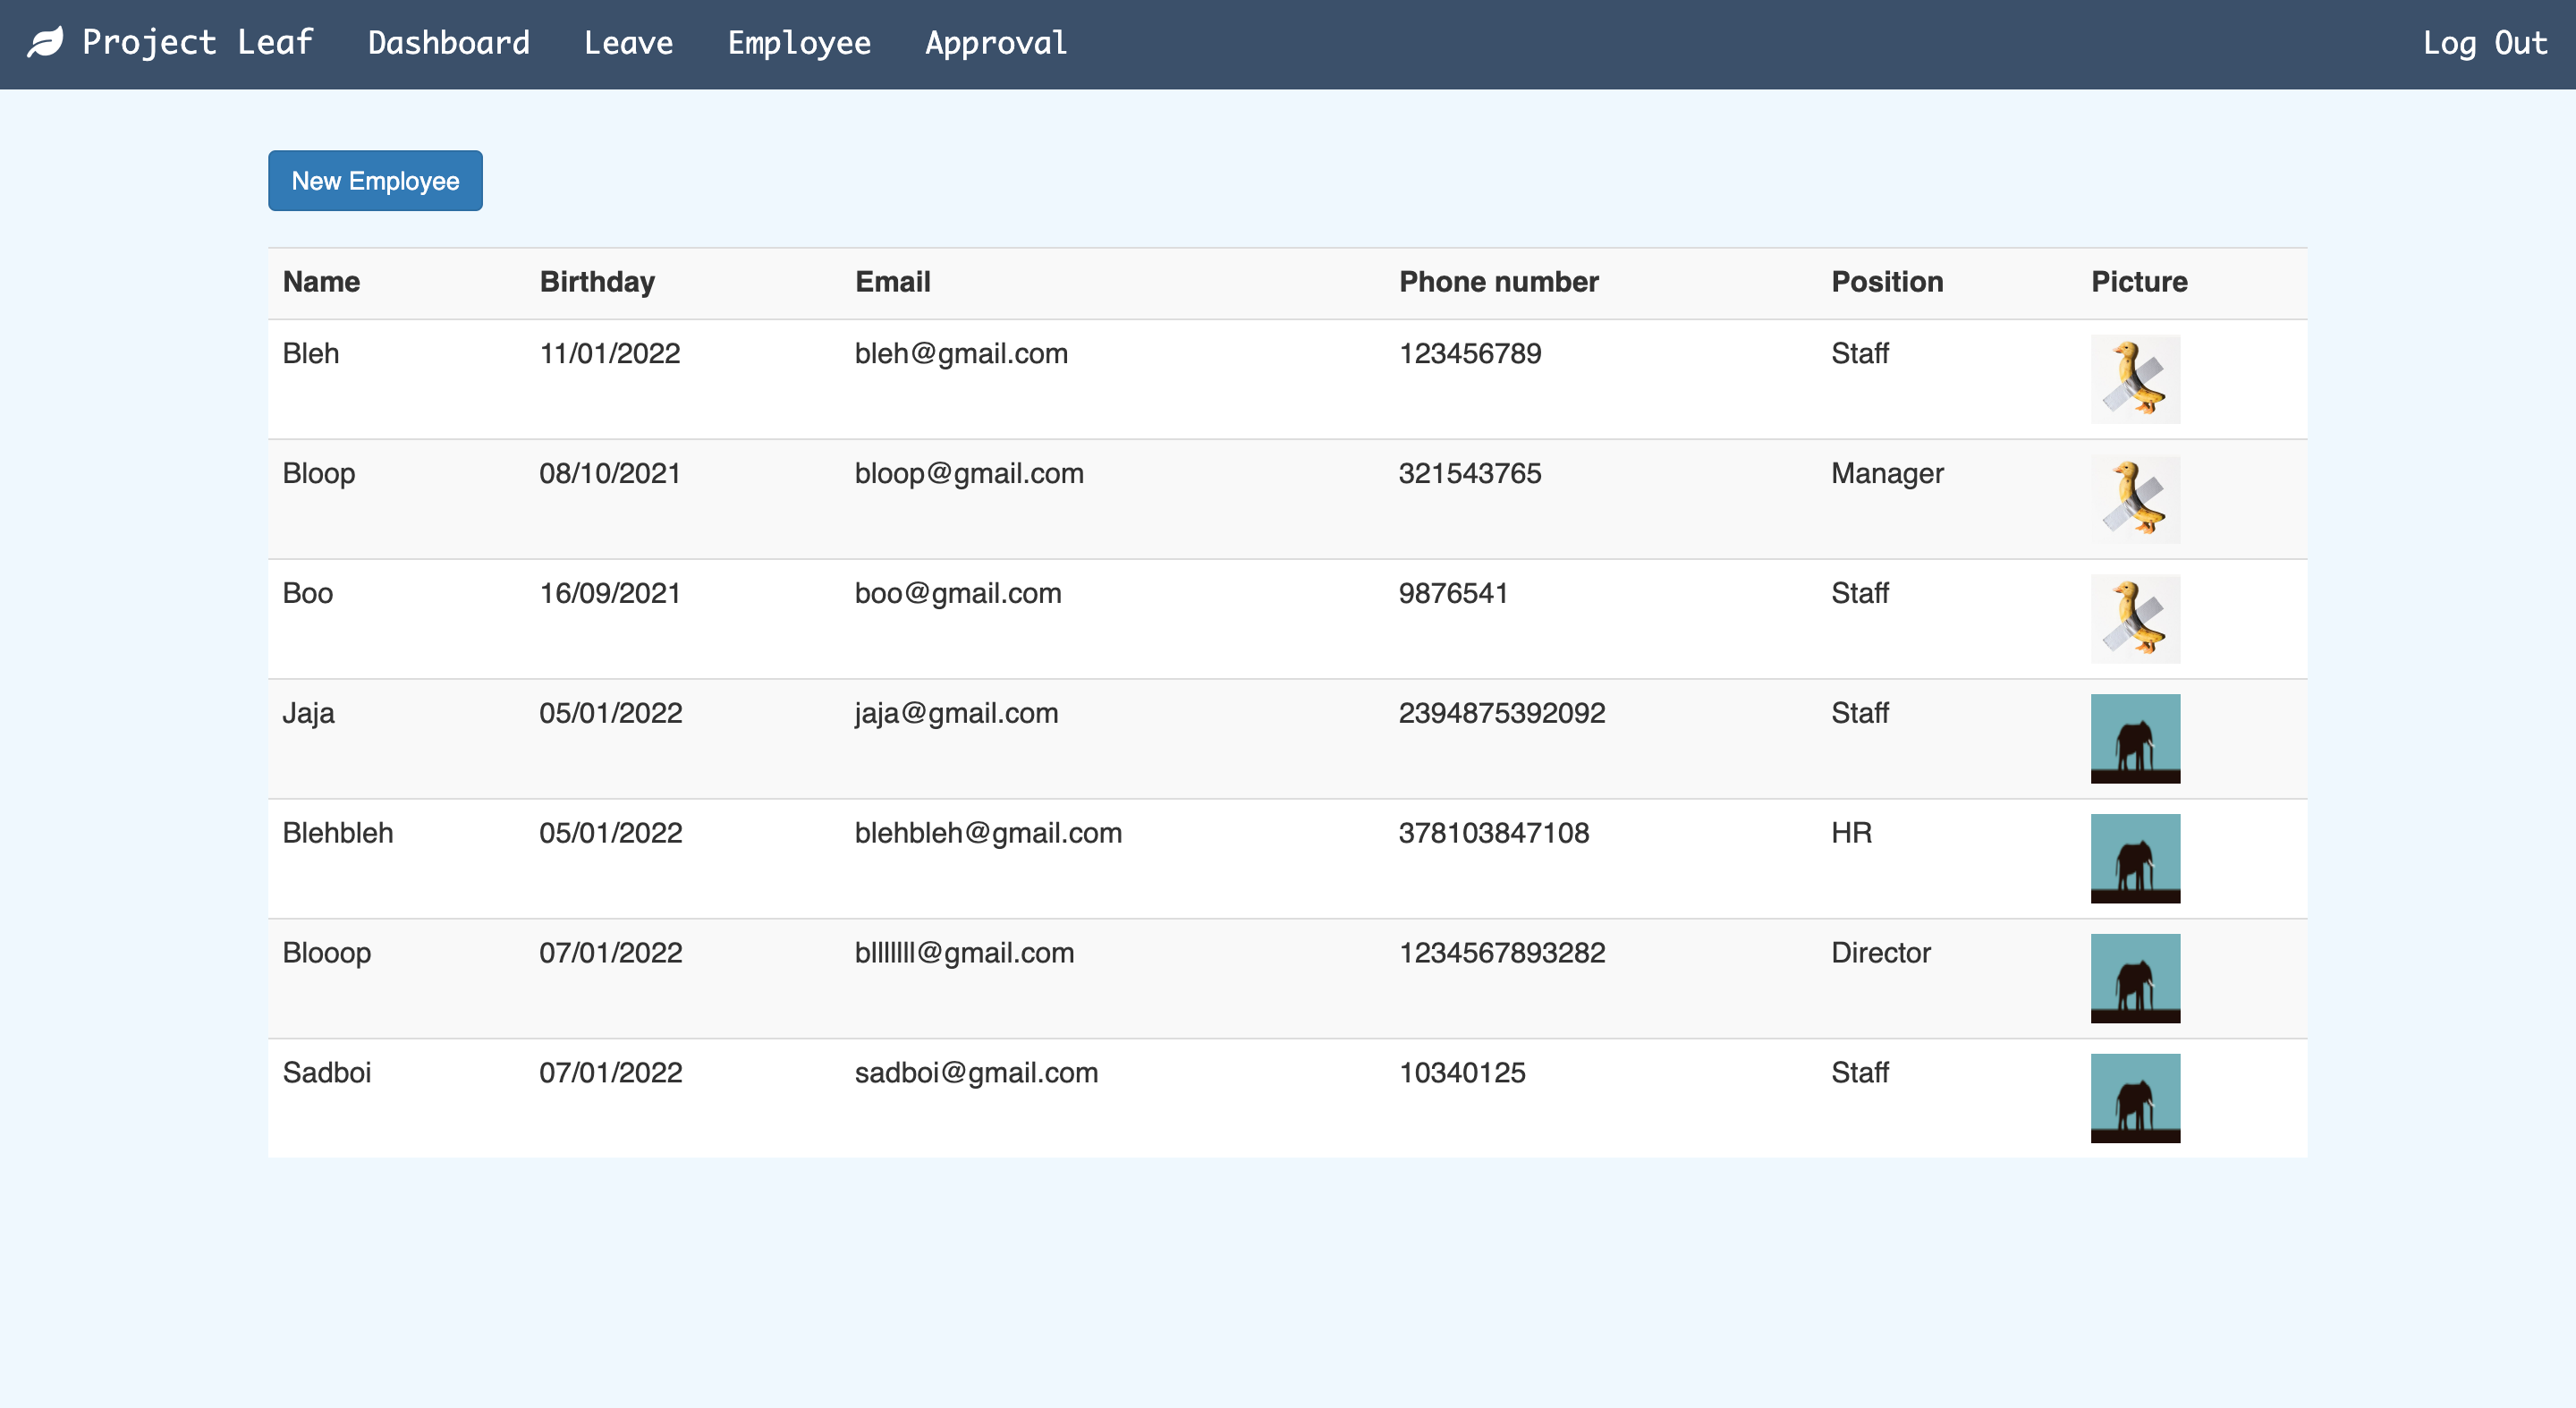 Project Leaf Dashboard Leave Employee Approval Log Out
New Employee
Name Birthday Email Phone number Position Picture
Bleh 11/01/2022 bleh@gmail.com 123456789 Staff
Bloop 08/10/2021 bloop@gmail.com 321543765 Manager
Boo 16/09/2021 boo@gmail.com 9876541 Staff
Jaja 05/01/2022 jaja@gmail.com 2394875392092 Staff
Blehbleh 05/01/2022 blehbleh@gmail.com 378103847108 HR
Blooop 07/01/2022 blllllll@gmail.com 1234567893282 Director
Sadboi 07/01/2022 sadboi@gmail.com 10340125 Staff